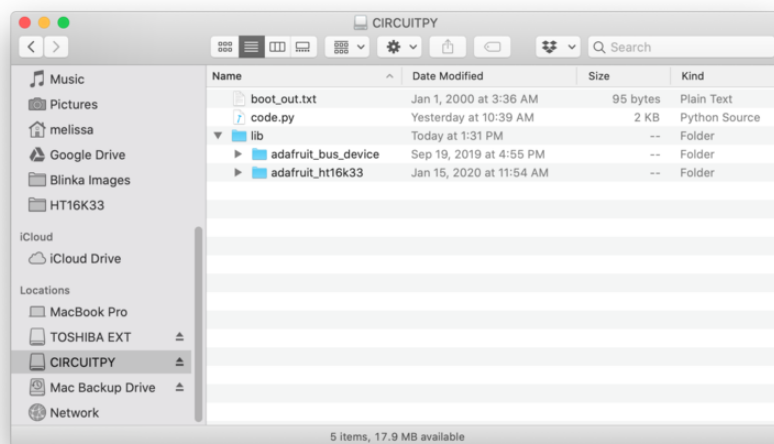 CIRCUITPY
Search
Name Date Modified Size Kind
boot_out.txt Jan 1, 2000 at 3:36 AM 95 bytes Plain Text
code.py Yesterday at 10:39 AM 2 KB Python Source
lib Today at 1:31 PM -- Folder
adafruit_bus_device Sep 19, 2019 at 4:55 PM -- Folder
adafruit_ht16k33 Jan 15, 2020 at 11:54 AM -- Folder
Music
Pictures
melissa
Google Drive
Blinka Images
HT16K33
iCloud
iCloud Drive
Locations
MacBook Pro
TOSHIBA EXT
CIRCUITPY
Mac Backup Drive
Network
5 items, 17.9 MB available